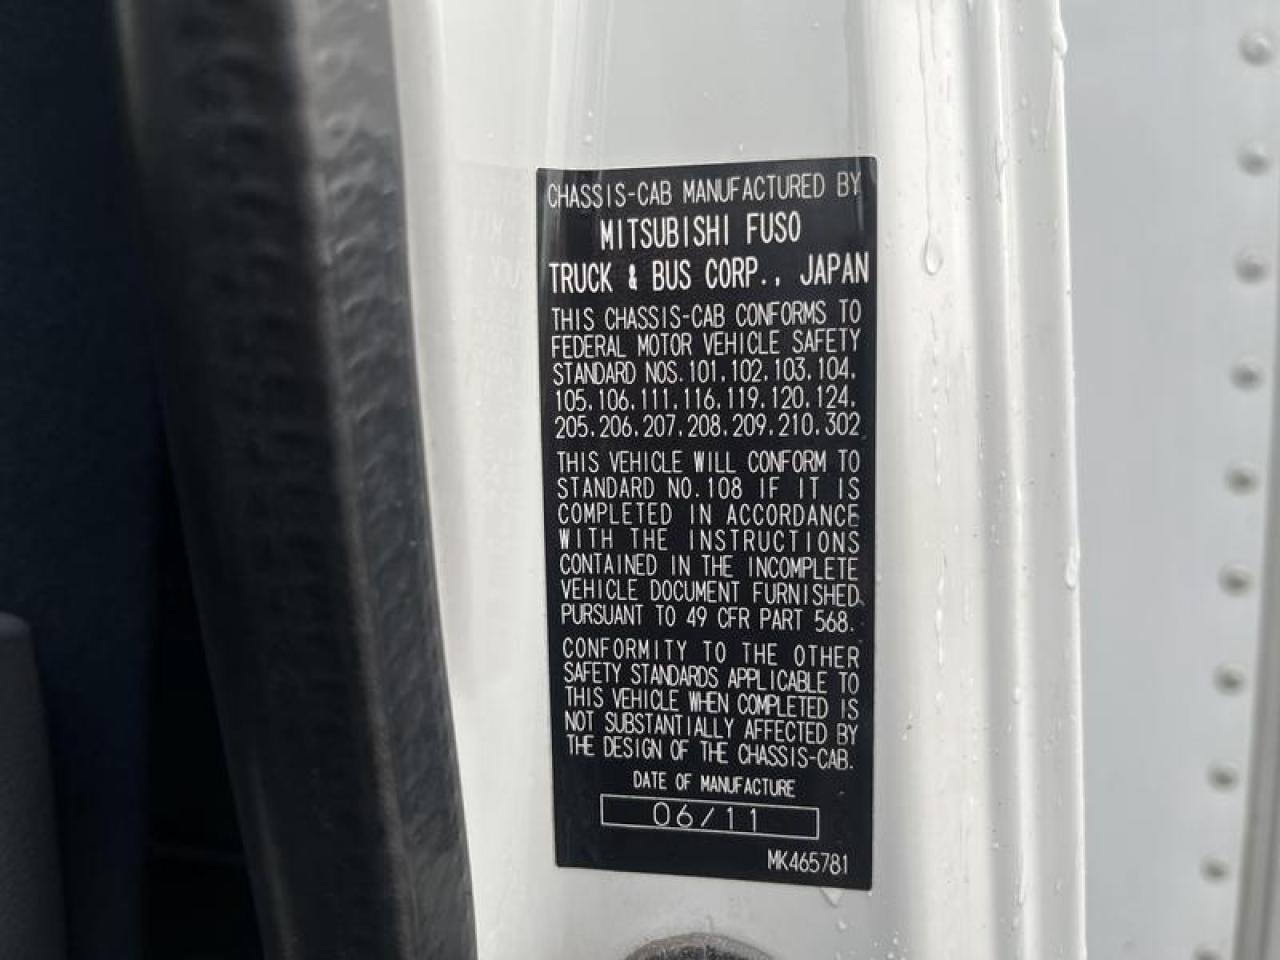 CHASSIS-CAB MANUFACTURED BY
MITSUBISHI FUSO
TRUCK & BUS CORP., JAPAN
THIS CHASSIS-CAB CONFORMS TO
FEDERAL MOTOR VEHICLE SAFETY
STANDARD NOS.101,102,103,104,
105,106,111,116,119,120,124,
205,206,207,208,209,210,302
THIS VEHICLE WILL CONFORM TO
STANDARD NO.108 IF IT IS
COMPLETED IN ACCORDANCE
WITH THE INSTRUCTIONS
CONTAINED IN THE INCOMPLETE
VEHICLE DOCUMENT FURNISHED
PURSUANT TO 49 CFR PART 568.
CONFORMITY TO THE OTHER
SAFETY STANDARDS APPLICABLE TO
THIS VEHICLE WHEN COMPLETED IS
NOT SUBSTANTIALLY AFFECTED BY
THE DESIGN OF THE CHASSIS-CAB.
DATE OF MANUFACTURE
06/11
MK465781